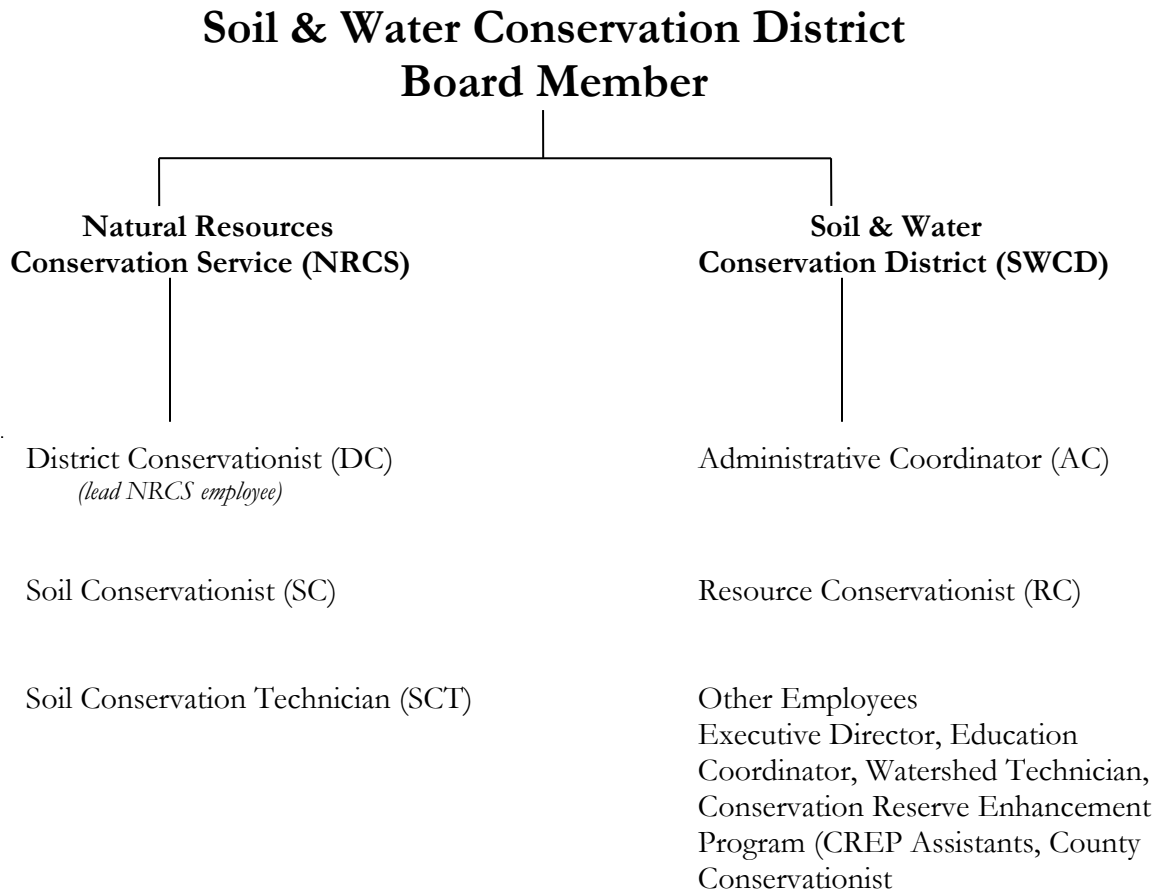 Soil & Water Conservation District
Board Member
Natural Resources
Conservation Service (NRCS)
Soil & Water
Conservation District (SWCD)
District Conservationist (DC)
(lead NRCS employee)
Administrative Coordinator (AC)
Soil Conservationist (SC)
Resource Conservationist (RC)
Soil Conservation Technician (SCT)
Other Employees
Executive Director, Education
Coordinator, Watershed Technician,
Conservation Reserve Enhancement
Program (CREP Assistants, County
Conservationist